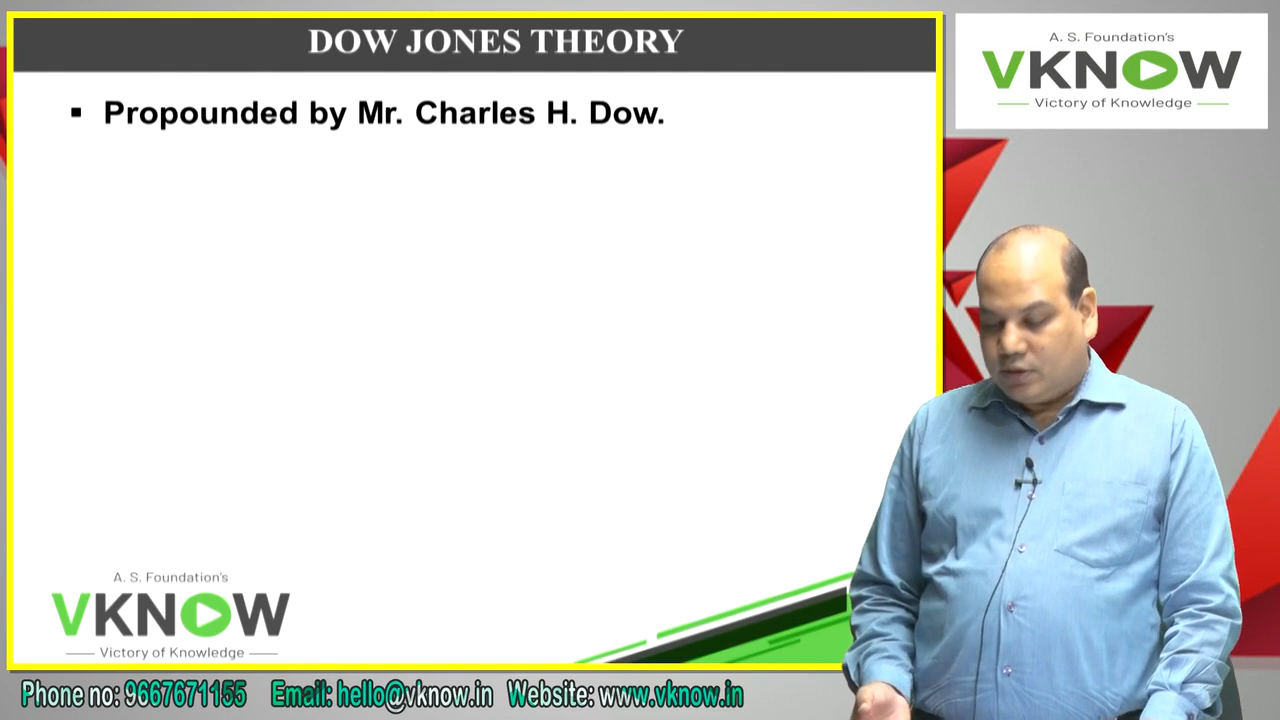 DOW JONES THEORY
▪ Propounded by Mr. Charles H. Dow.
A. S. Foundation's
VKNOW
Victory of Knowledge
A. S. Foundation's
VKNOW
Victory of Knowledge
Phone no: 9667671155 Email: hello@vknow.in Website: www.vknow.in